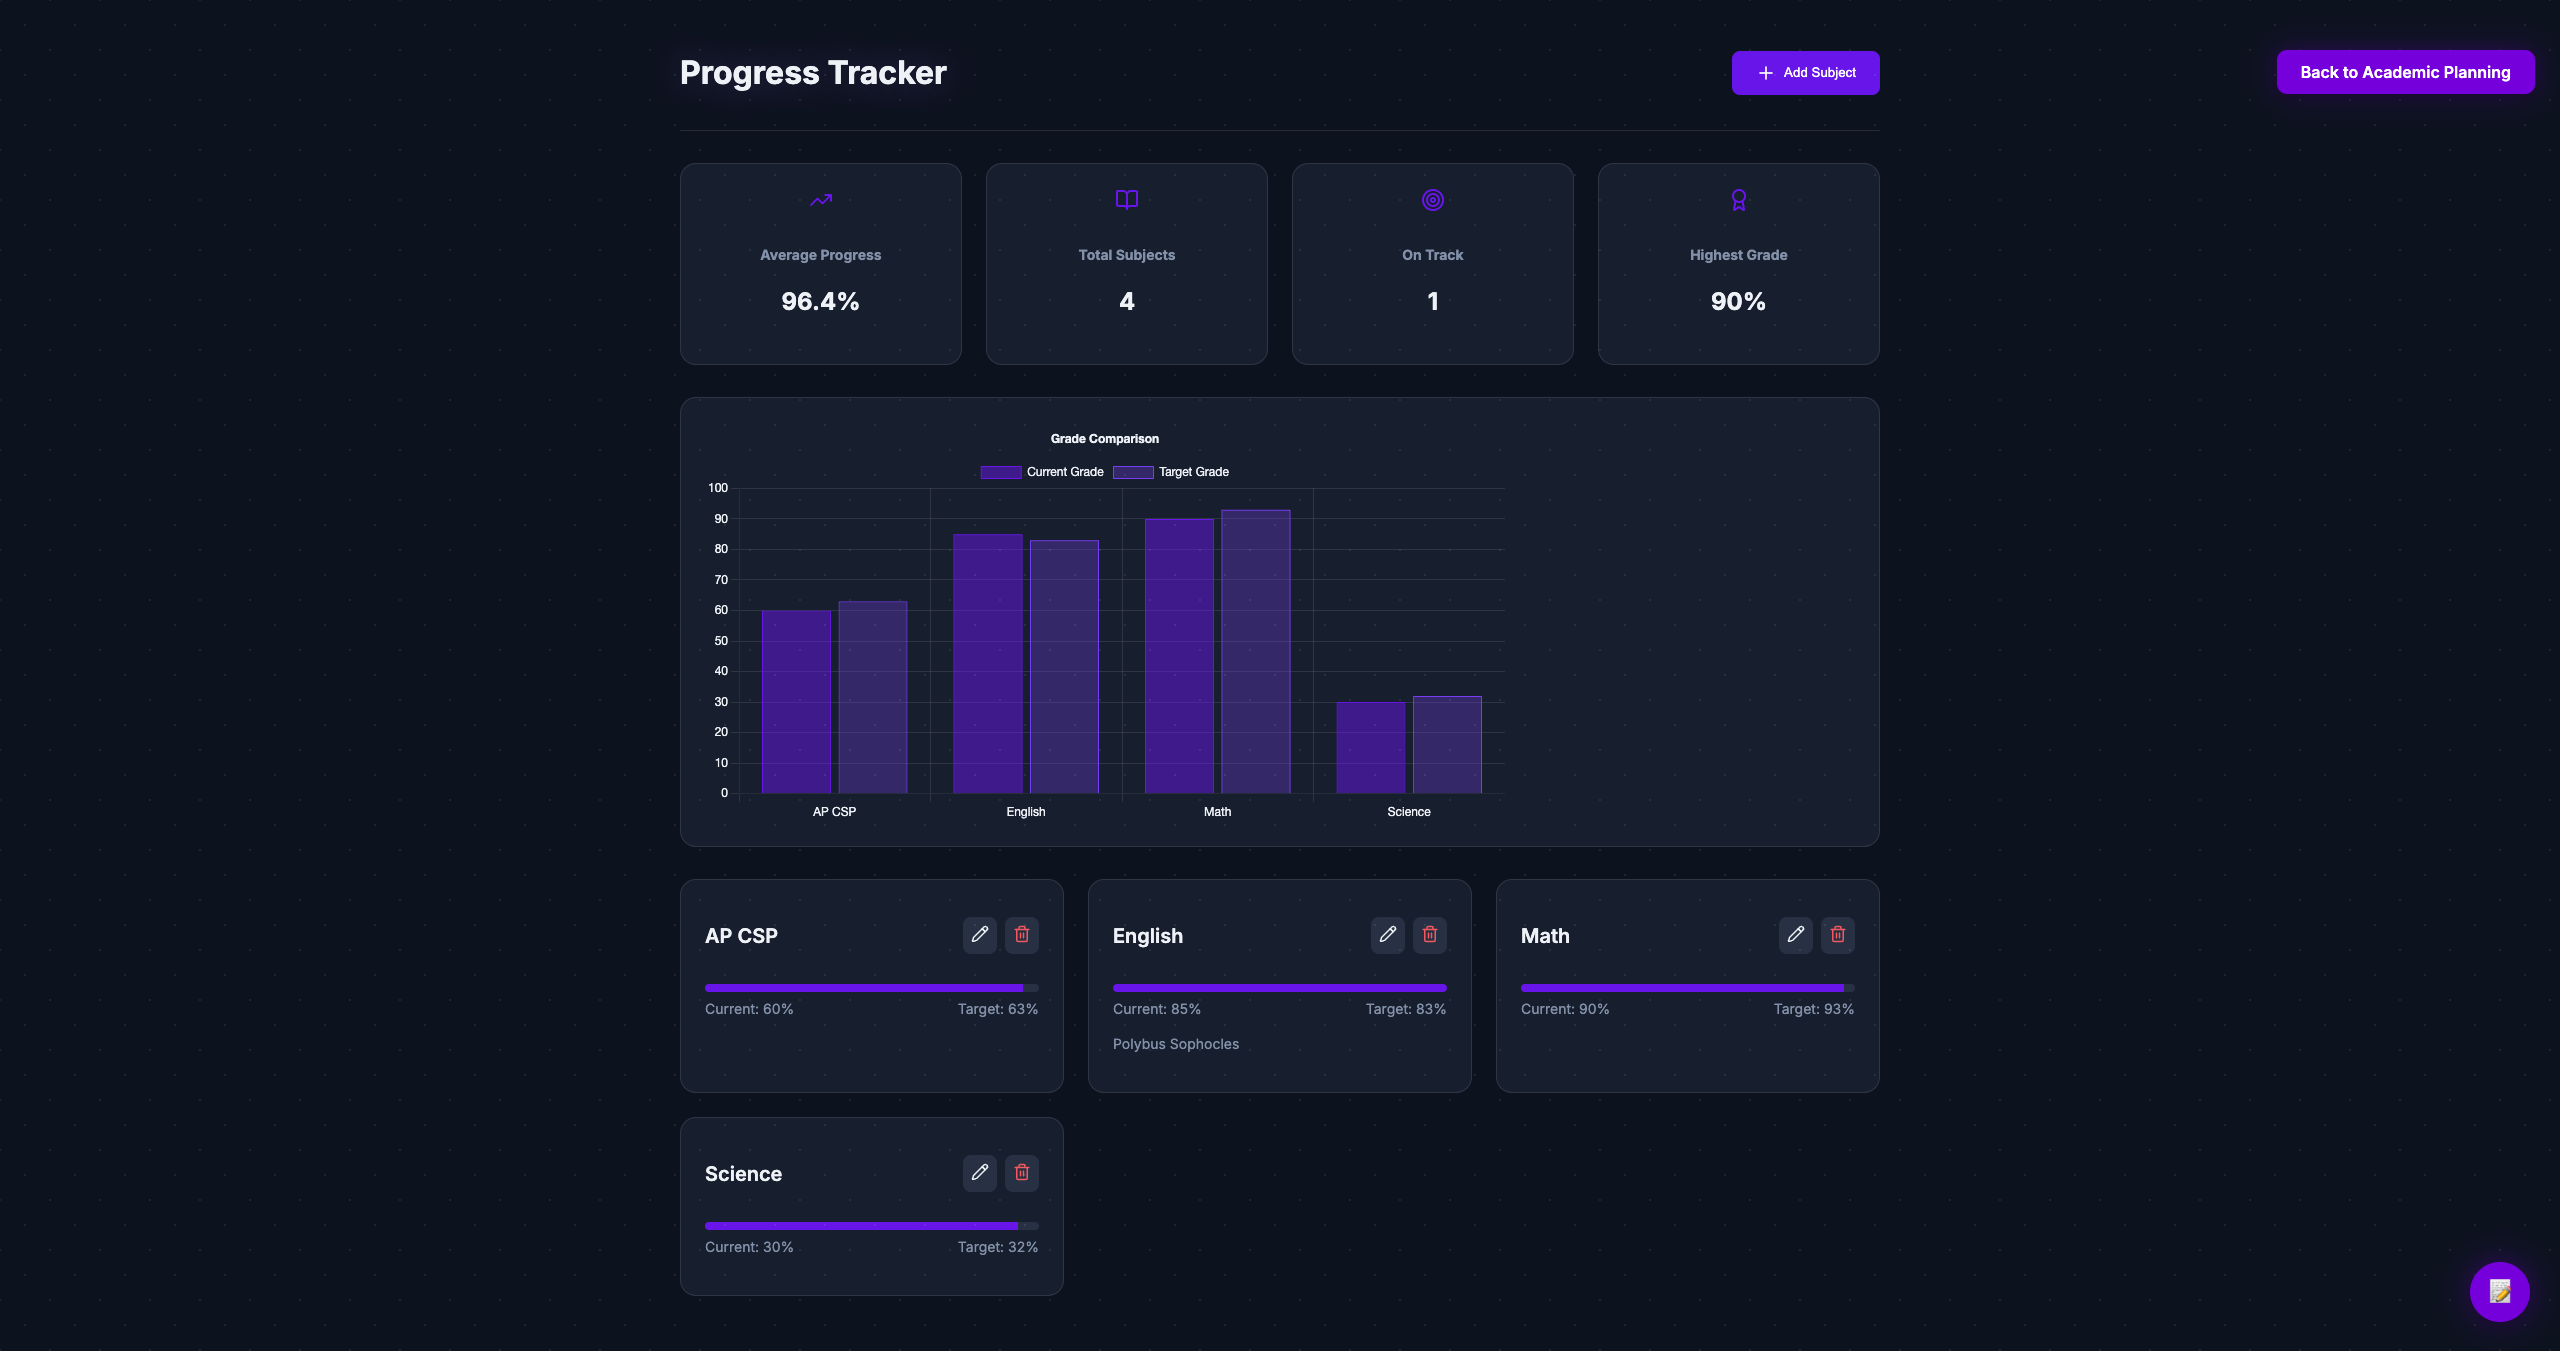 Progress Tracker
Add Subject
Back to Academic Planning
Average Progress
96.4%
Total Subjects
4
On Track
1
Highest Grade
90%
Grade Comparison
Current Grade
Target Grade
100
90
80
70
60
50
40
30
20
10
0
AP CSP
English
Math
Science
AP CSP
Current: 60%
Target: 63%
English
Current: 85%
Target: 83%
Polybus Sophocles
Math
Current: 90%
Target: 93%
Science
Current: 30%
Target: 32%